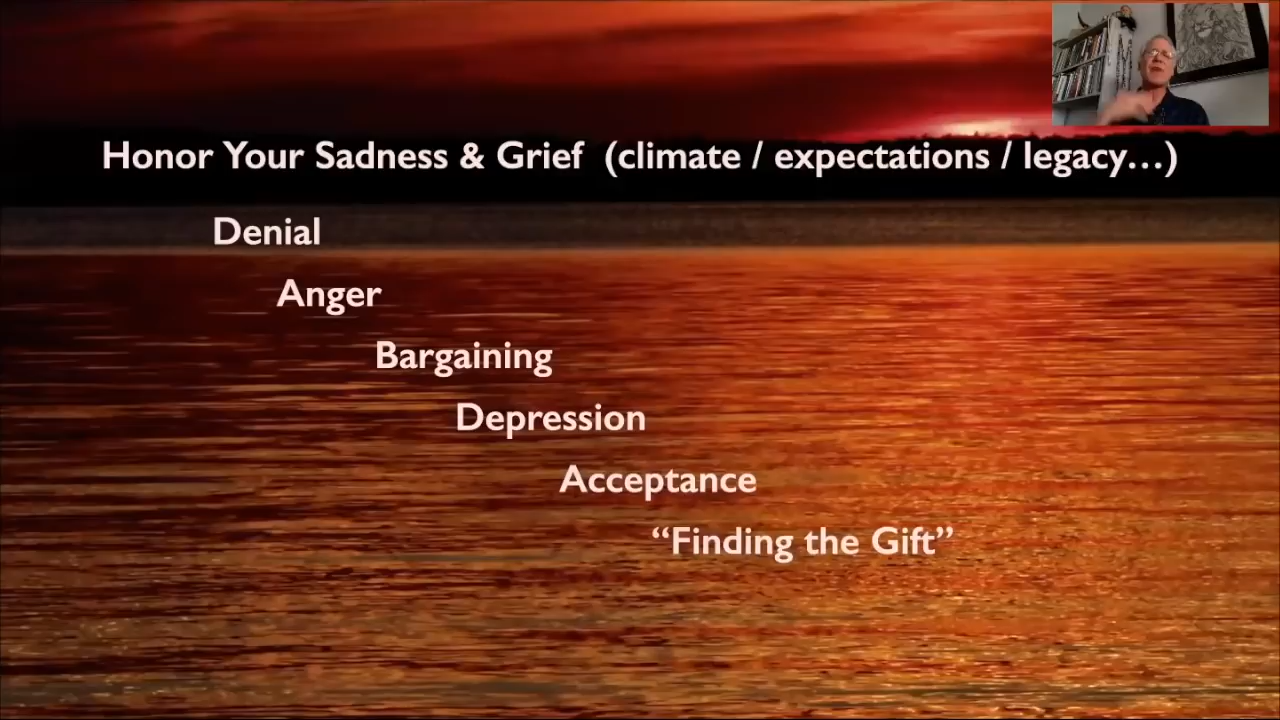 Honor Your Sadness & Grief (climate / expectations / legacy…)
Denial
Anger
Bargaining
Depression
Acceptance
“Finding the Gift”